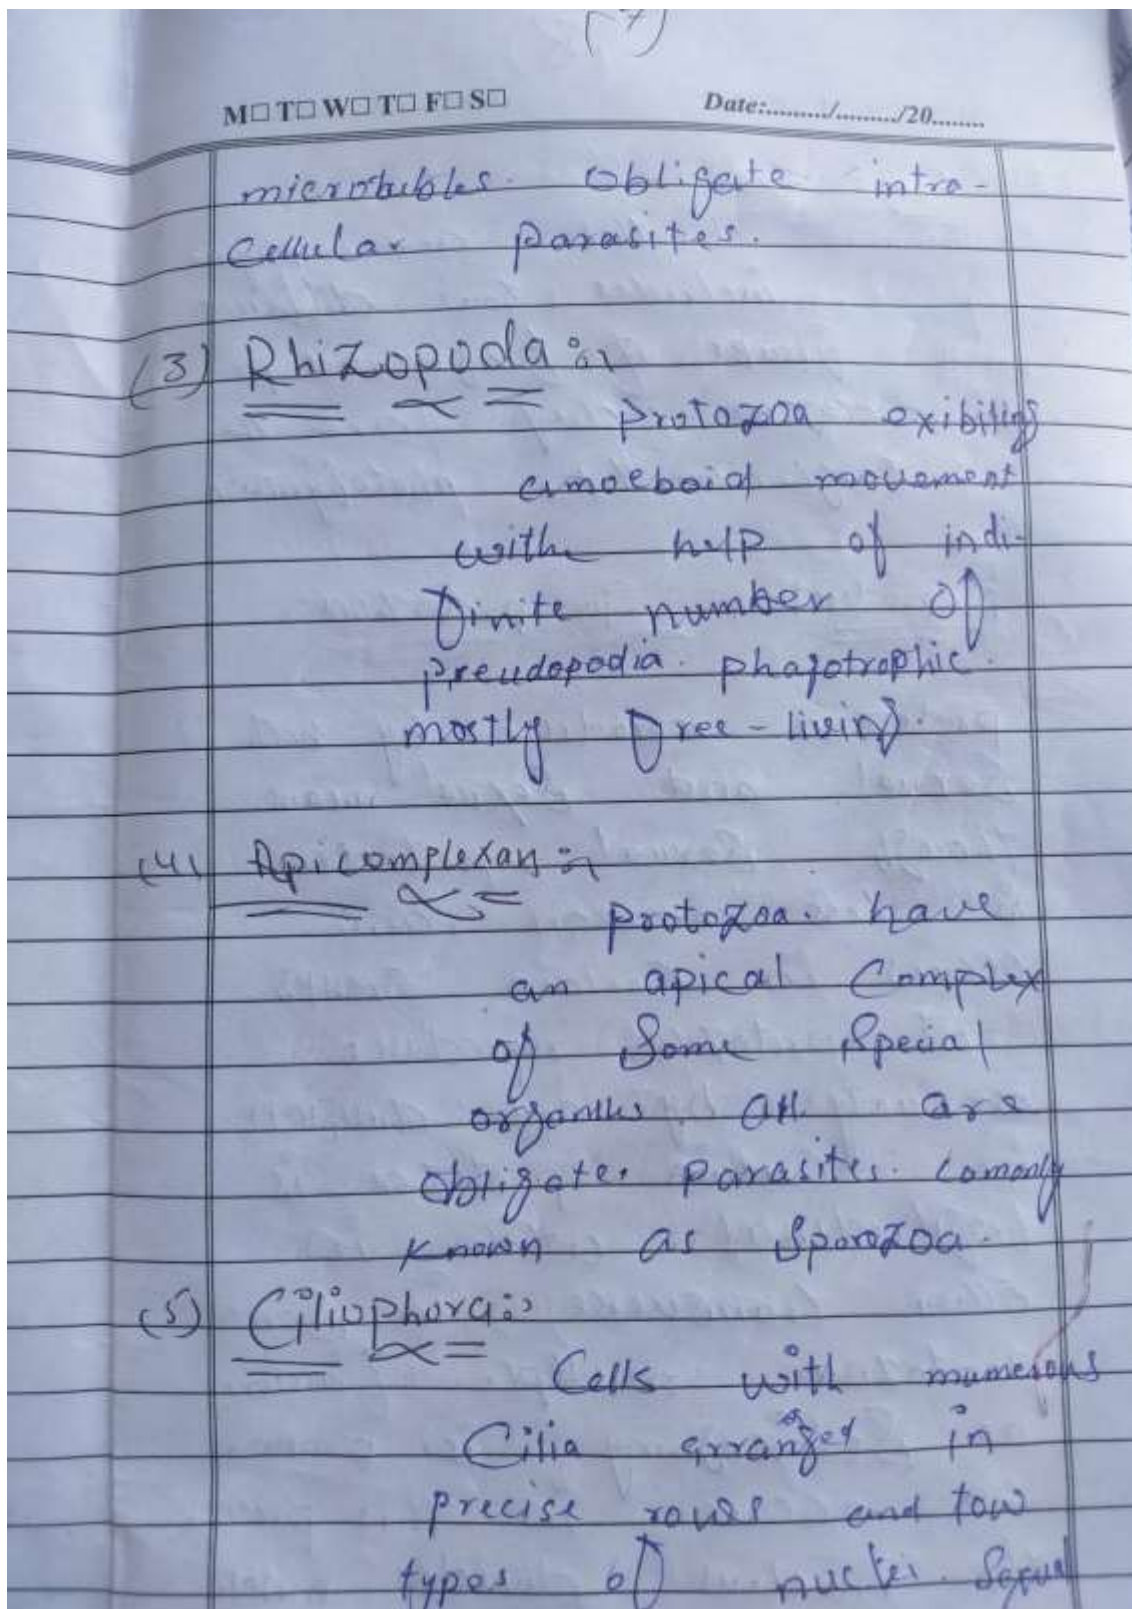 (7)
M□ T□ W□ T□ F□ S□ Date:........./........./20........
microtubles. Obligate intra-
Cellular parasites.
(3) Rhizopoda :
Protozoa exibiting
amoeboid movement
with help of indi-
finite number of
pseudopodia. phagotrophic.
mostly free-living.
(4) Apicomplexan :
Protozoa. have
an apical Complex
of Some Special
organlles All are
obligate. parasites. Comonly
known as Sporozoa.
(5) Ciliophora :
Cells with numerous
Cilia arranged in
precise rows and tow
types of nuclei.